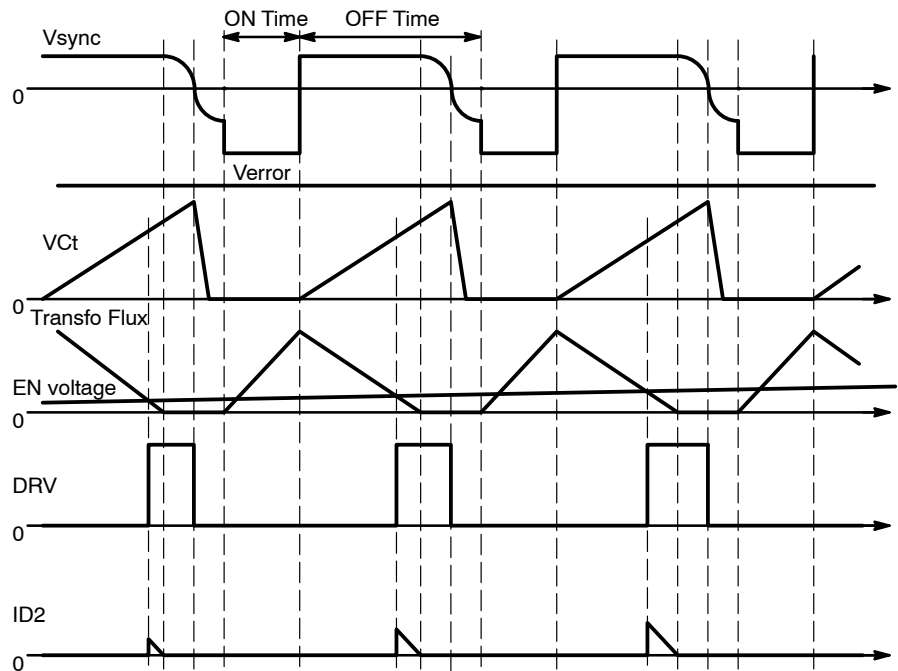 ON Time
OFF Time
Vsync
0
Verror
VCt
0
Transfo Flux
EN voltage
0
DRV
0
ID2
0